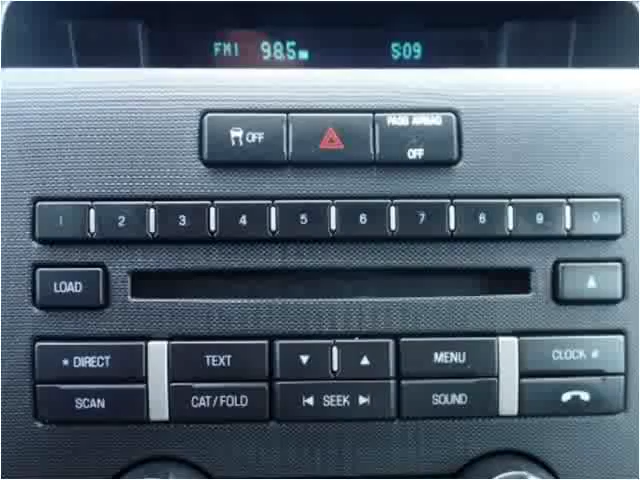 FM1 98.5 FM 5:09
OFF PASS AIRBAG
OFF
1 2 3 4 5 6 7 8 9 0
LOAD
* DIRECT TEXT MENU CLOCK #
SCAN CAT/FOLD SEEK SOUND